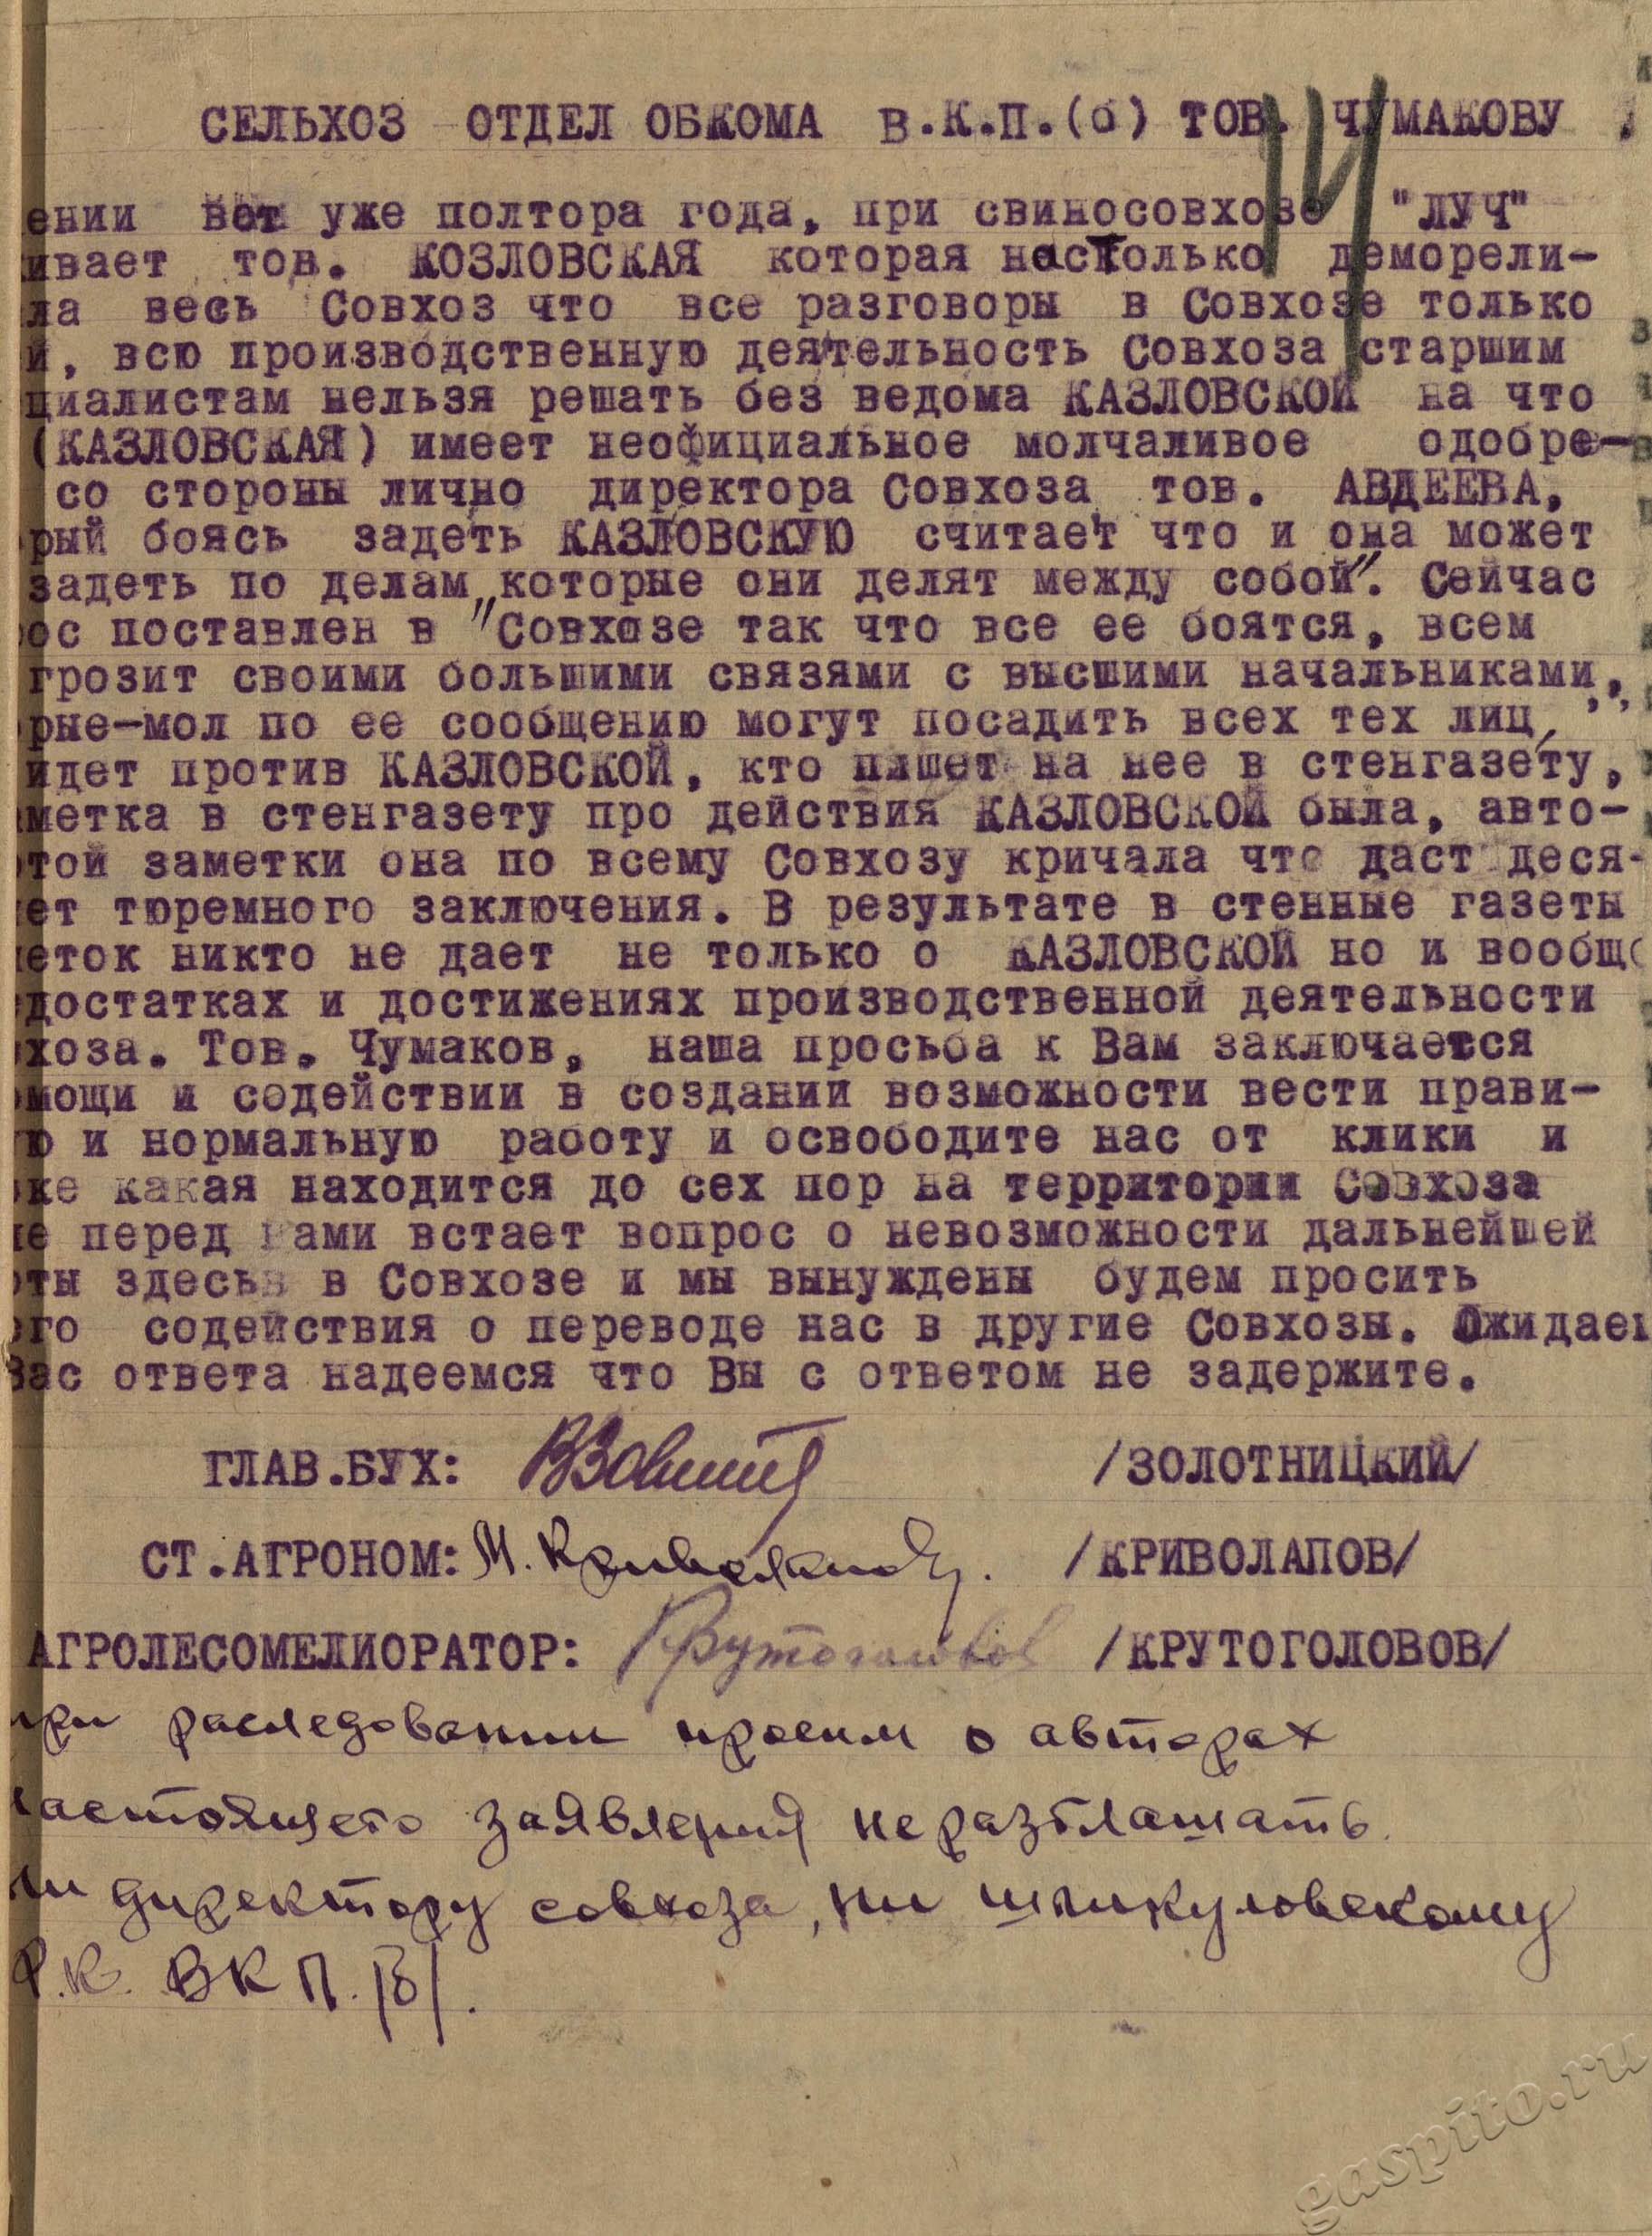 14
СЕЛЬХОЗ ОТДЕЛ ОБКОМА В.К.П.(б) ТОВ. ЧУМАКОВУ
ении вот уже полтора года, при свиносовхозе "ЛУЧ"
ивает тов. КОЗЛОВСКАЯ которая настолько деморели-
ла весь Совхоз что все разговоры в Совхозе только
й, всю производственную деятельность Совхоза старшим
циалистам нельзя решать без ведома КАЗЛОВСКОЙ на что
(КАЗЛОВСКАЯ) имеет неофициальное молчаливое одобре-
со стороны лично директора Совхоза тов. АВДЕЕВА,
рый боясь задеть КАЗЛОВСКУЮ считает что и она может
задеть по делам "которые они делят между собой". Сейчас
ос поставлен в Совхозе так что все ее боятся, всем
грозит своими большими связями с высшими начальниками,
рые-мол по ее сообщению могут посадить всех тех лиц,
идет против КАЗЛОВСКОЙ, кто пишет на нее в стенгазету,
метка в стенгазету про действия КАЗЛОВСКОЙ была, авто-
этой заметки она по всему Совхозу кричала что даст деся-
ет тюремного заключения. В результате в стенные газеты
еток никто не дает не только о КАЗЛОВСКОЙ но и вообще
достатках и достижениях производственной деятельности
хоза. Тов. Чумаков, наша просьба к Вам заключается
мощи и содействии в создании возможности вести прави-
ю и нормальную работу и освободите нас от клики и
ке какая находится до сех пор на территории Совхоза
е перед нами встает вопрос о невозможности дальнейшей
оты здесь в Совхозе и мы вынуждены будем просить
его содействия о переводе нас в другие Совхозы. Ожидаем
Вас ответа надеемся что Вы с ответом не задержите.
ГЛАВ.БУХ: /ЗОЛОТНИЦКИЙ/
СТ.АГРОНОМ: М. Криволапов /КРИВОЛАПОВ/
АГРОЛЕСОМЕЛИОРАТОР: Крутоголовов /КРУТОГОЛОВОВ/
при расследовании просим о авторах
настоящего заявления не разглашать
ни директору совхоза, ни шпикуловскому
Р.К. ВКП/б/.
gaspito.ru